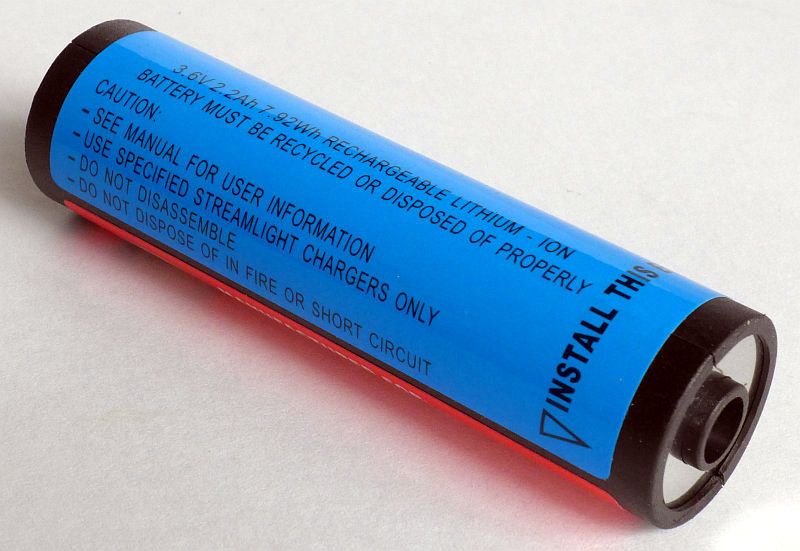 3.6V 2.2Ah 7.92Wh RECHARGEABLE LITHIUM - ION
BATTERY MUST BE RECYCLED OR DISPOSED OF PROPERLY
CAUTION:
- SEE MANUAL FOR USER INFORMATION
- USE SPECIFIED STREAMLIGHT CHARGERS ONLY
- DO NOT DISASSEMBLE
- DO NOT DISPOSE OF IN FIRE OR SHORT CIRCUIT
INSTALL THIS